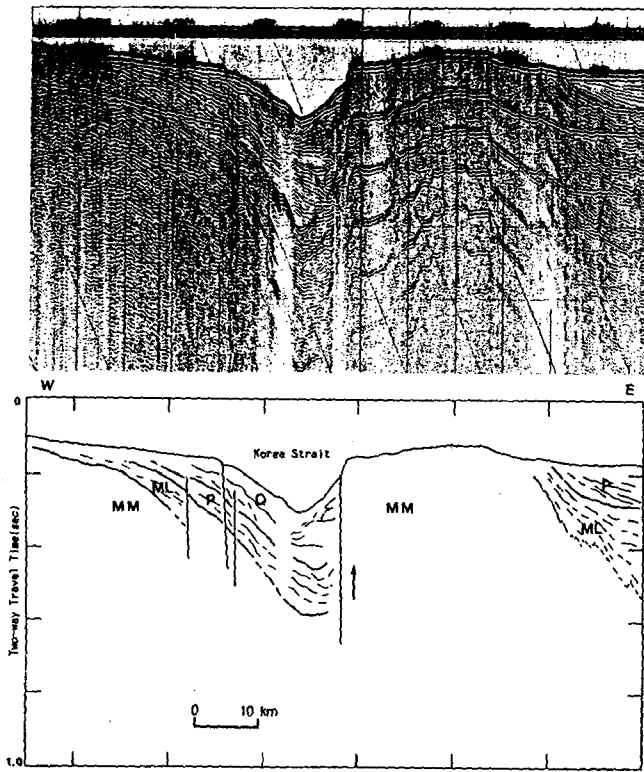 W E
0
Korea Strait
P
ML P Q
MM MM
ML
Two-way Travel Time(sec)
0 10 km
1.0